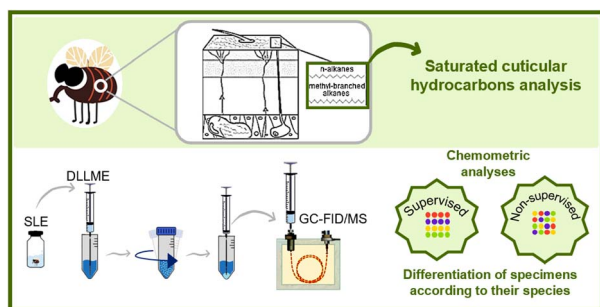 n-alkanes
methyl-branched
alkanes
Saturated cuticular
hydrocarbons analysis
DLLME
SLE
GC-FID/MS
Chemometric
analyses
Supervised
Non-supervised
Differentiation of specimens
according to their species